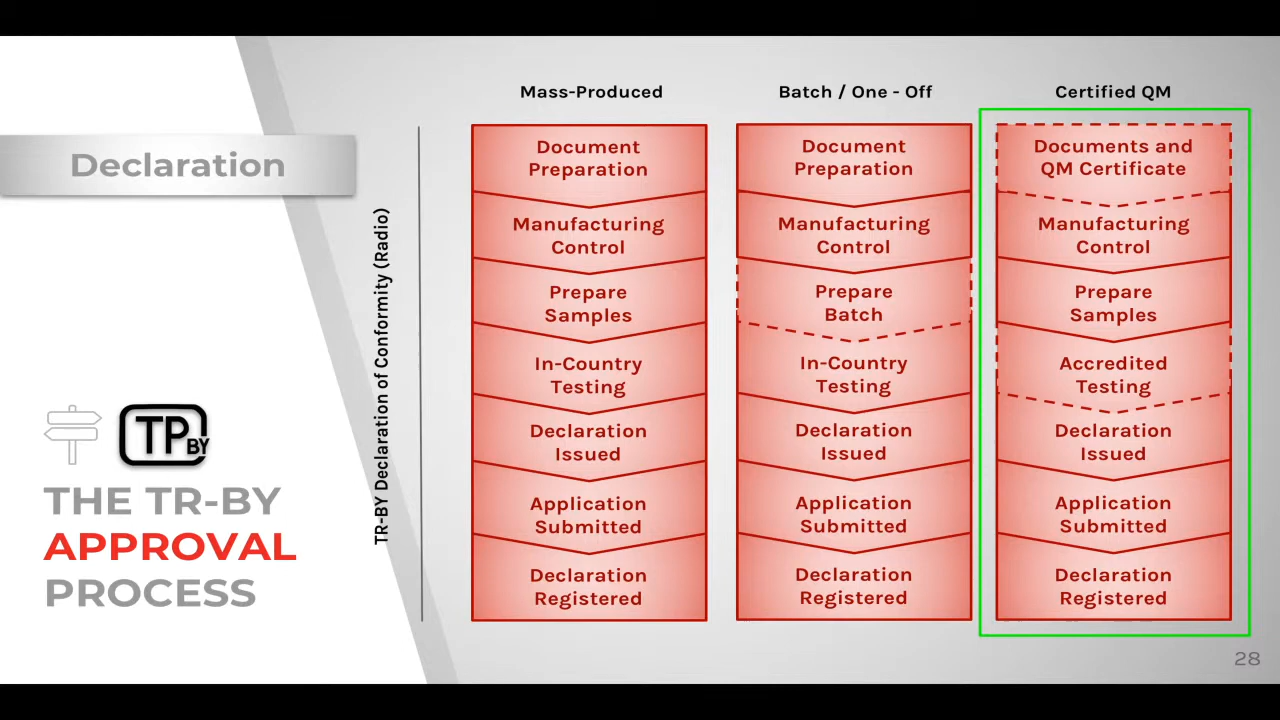 Declaration
TP BY
THE TR-BY
APPROVAL
PROCESS
TR-BY Declaration of Conformity (Radio)
Mass-Produced
Document
Preparation
Manufacturing
Control
Prepare
Samples
In-Country
Testing
Declaration
Issued
Application
Submitted
Declaration
Registered
Batch / One - Off
Document
Preparation
Manufacturing
Control
Prepare
Batch
In-Country
Testing
Declaration
Issued
Application
Submitted
Declaration
Registered
Certified QM
Documents and
QM Certificate
Manufacturing
Control
Prepare
Samples
Accredited
Testing
Declaration
Issued
Application
Submitted
Declaration
Registered
28